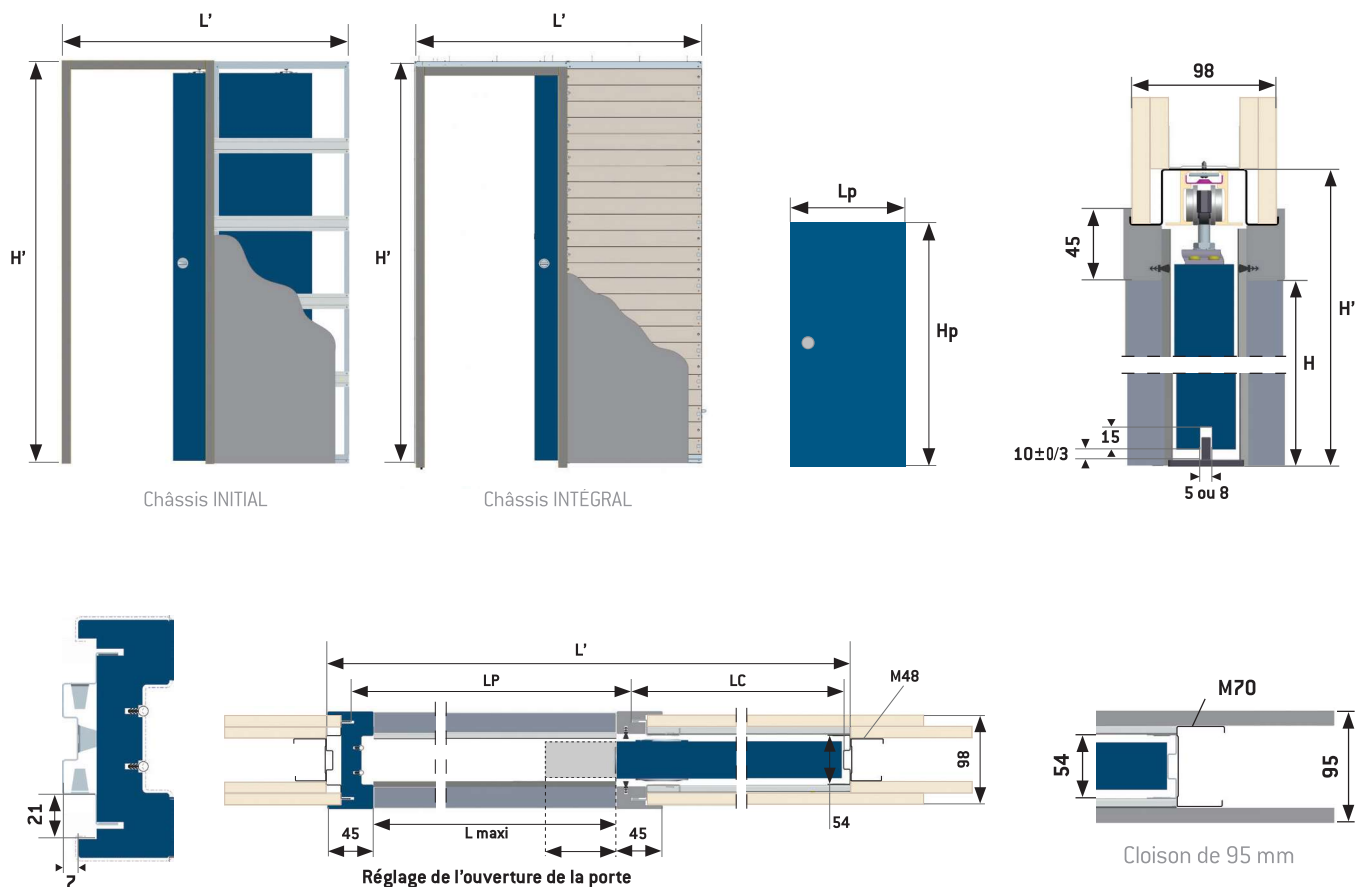 L'
L'
H'
H'
Châssis INITIAL
Châssis INTÉGRAL
Lp
Hp
98
45
H'
H
15
10±0/3
5 ou 8
21
7
L'
LP
LC
M48
98
54
45
L maxi
45
Réglage de l'ouverture de la porte
M70
54
95
Cloison de 95 mm